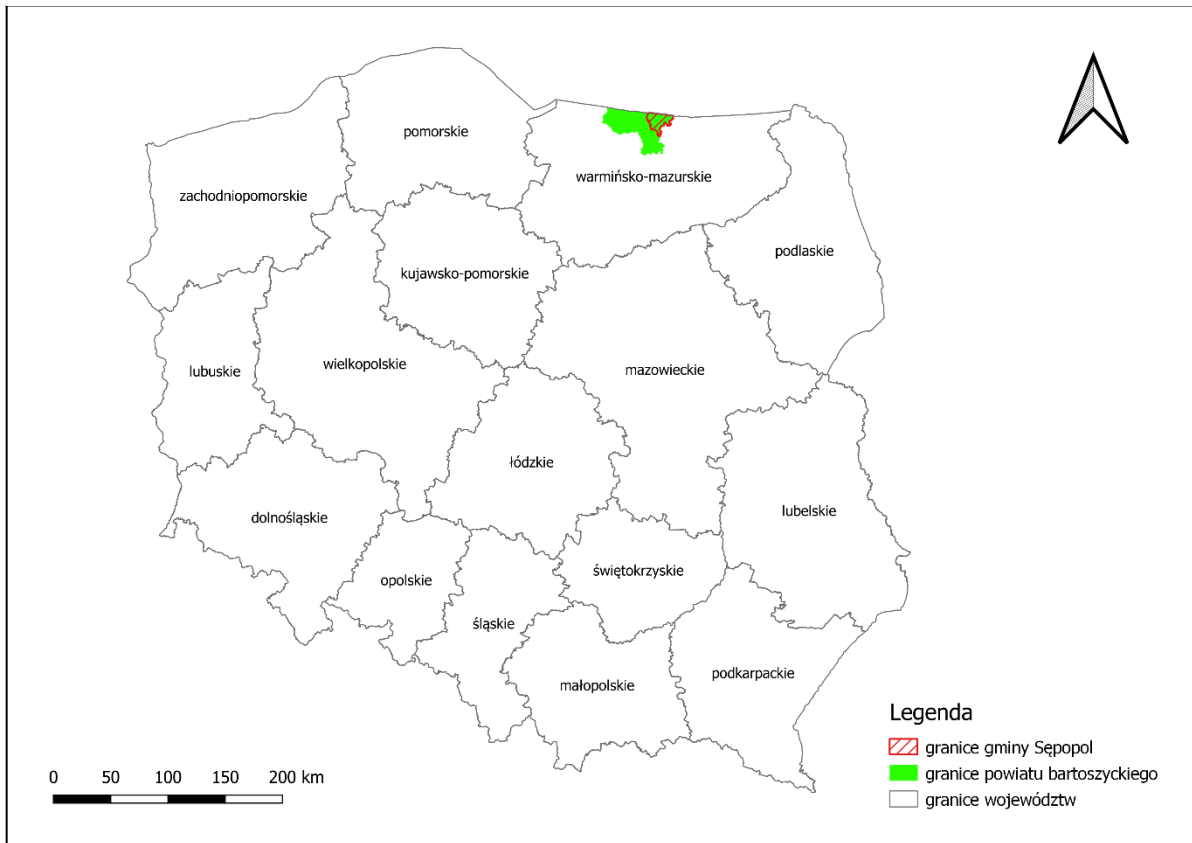 pomorskie
warmińsko-mazurskie
zachodniopomorskie
podlaskie
kujawsko-pomorskie
wielkopolskie
lubuskie
mazowieckie
łódzkie
lubelskie
dolnośląskie
świętokrzyskie
opolskie
śląskie
podkarpackie
małopolskie
Legenda
granice gminy Sępopol
granice powiatu bartoszyckiego
granice województw
0 50 100 150 200 km